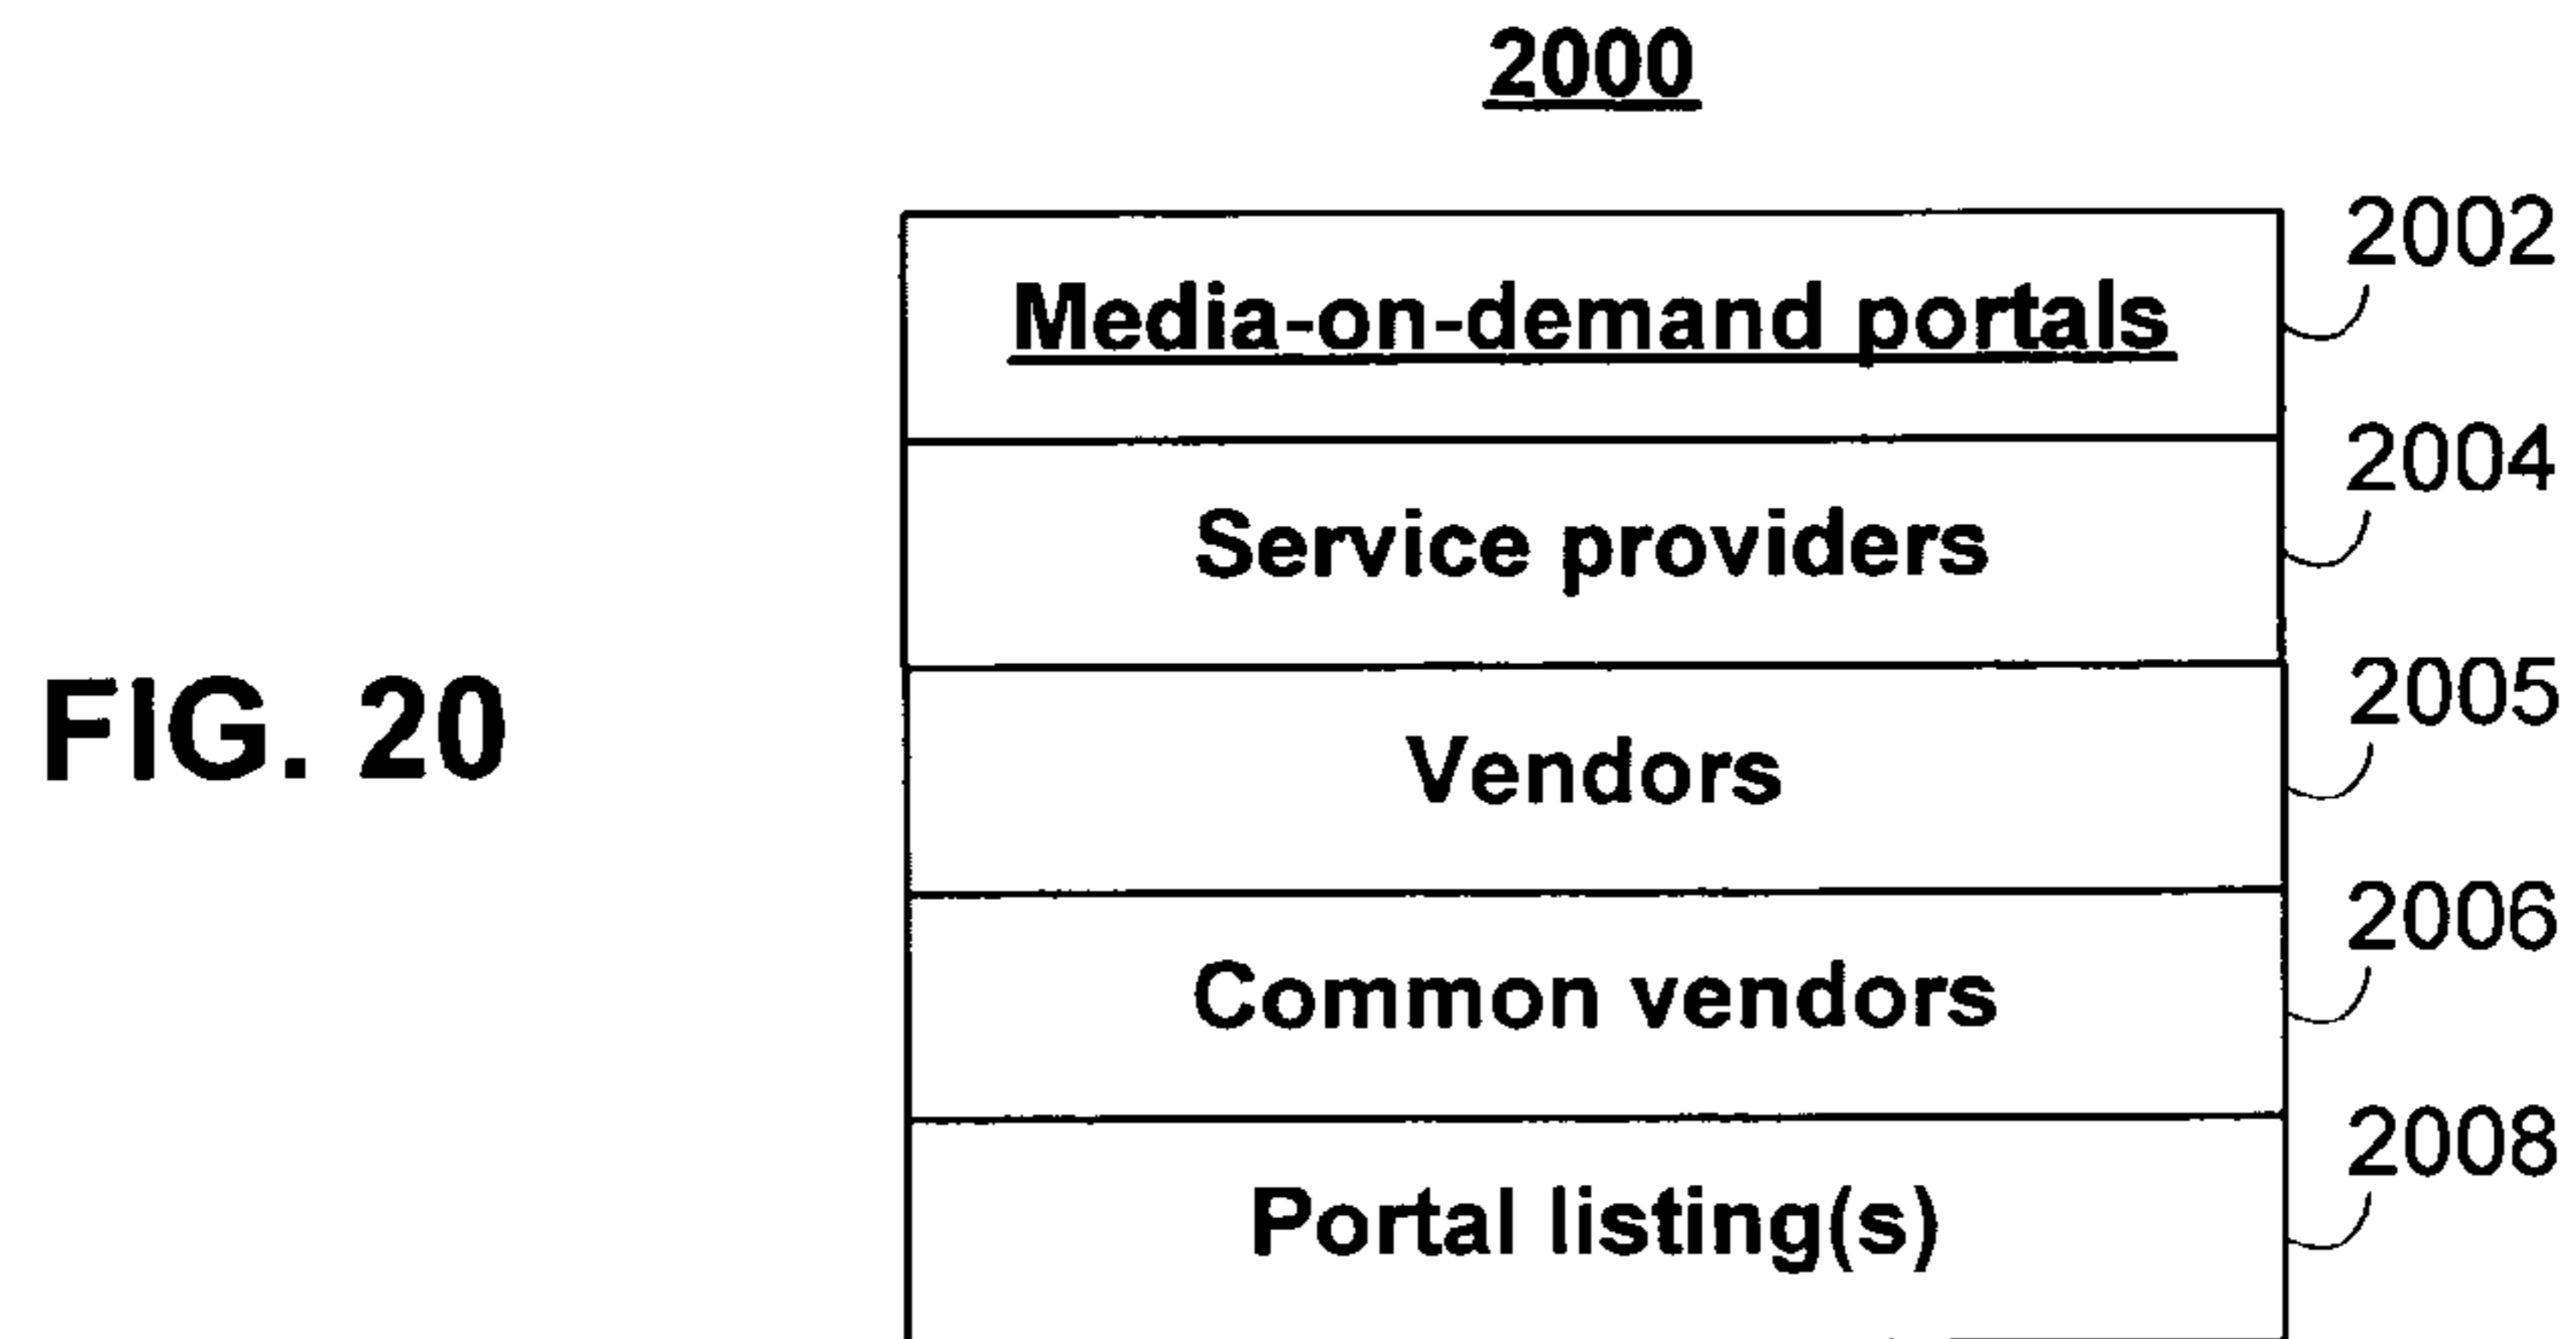 2000
2002
Media-on-demand portals
2004
Service providers
2005
Vendors
FIG. 20
2006
Common vendors
2008
Portal listing(s)